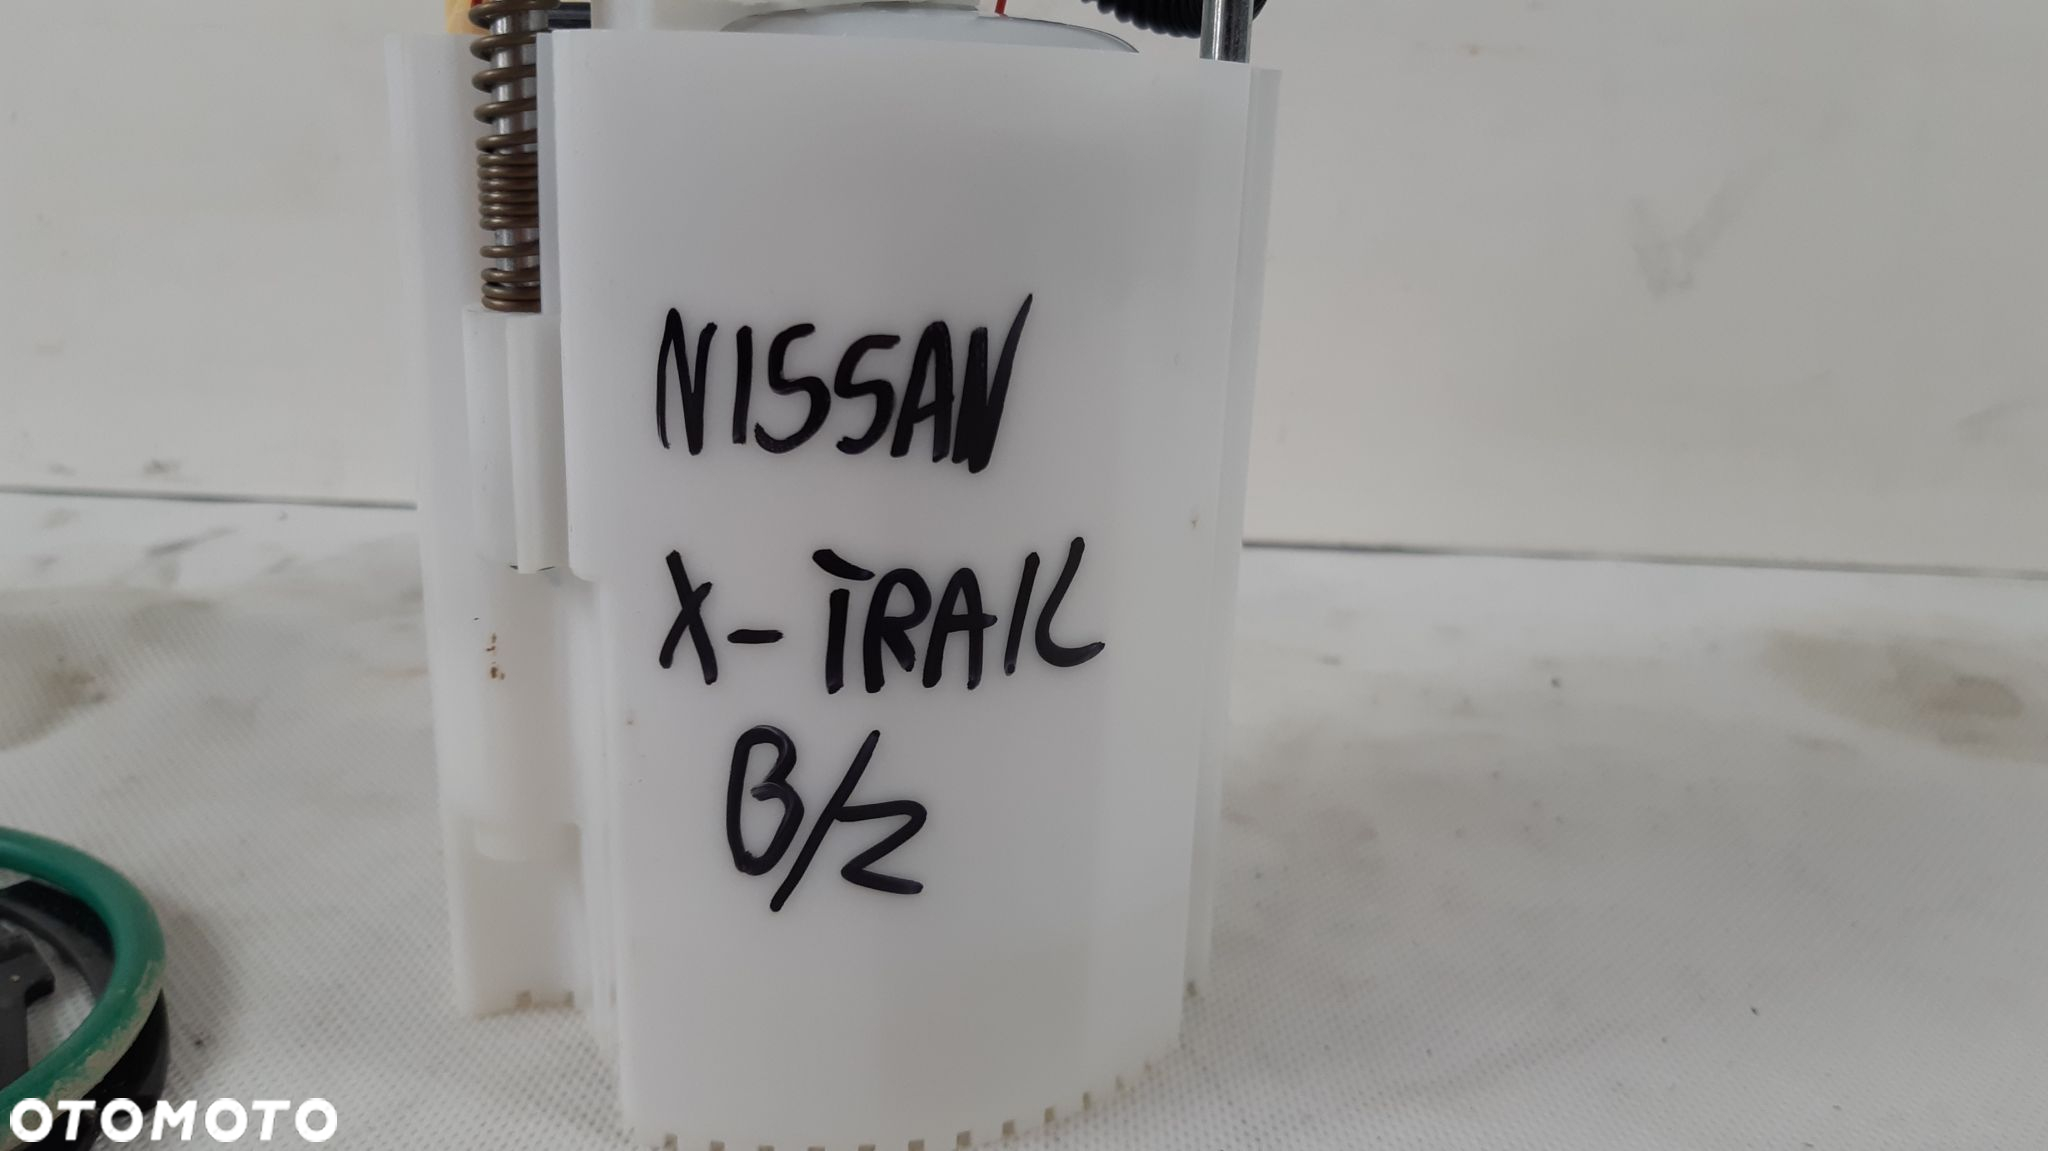 NISSAN
X-TRAIL
B/Z
OTOMOTO